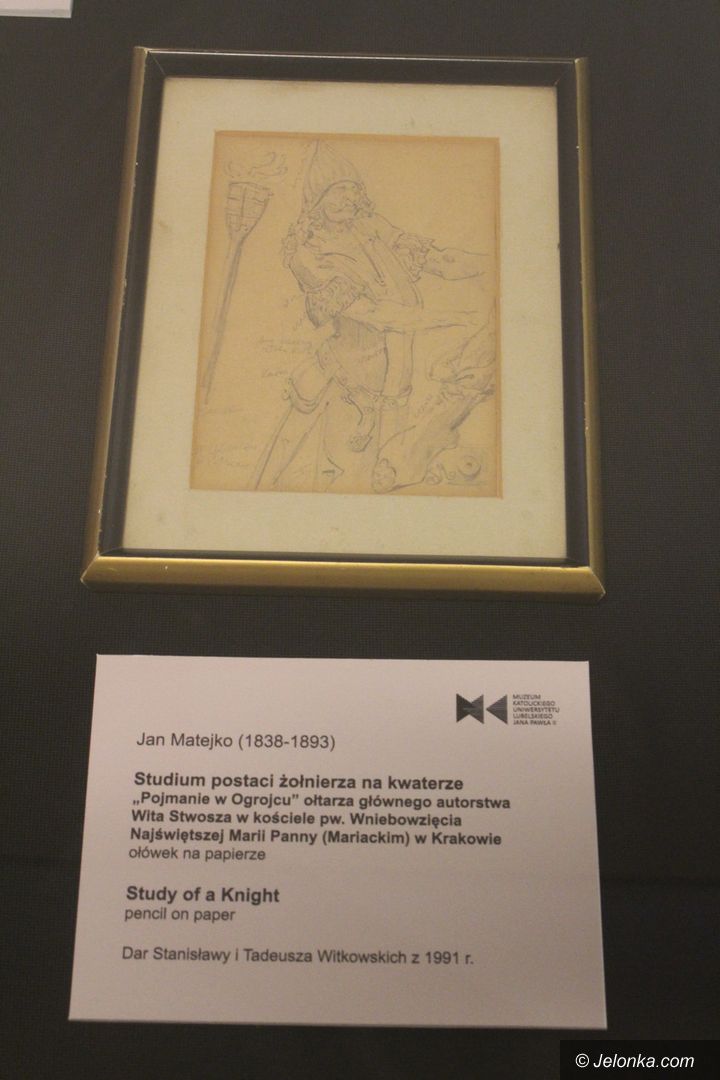 MUZEUM
KATOLICKIEGO
UNIWERSYTETU
LUBELSKIEGO
JANA PAWŁA II
Jan Matejko (1838-1893)
Studium postaci żołnierza na kwaterze
„Pojmanie w Ogrojcu” ołtarza głównego autorstwa
Wita Stwosza w kościele pw. Wniebowzięcia
Najświętszej Marii Panny (Mariackim) w Krakowie
ołówek na papierze
Study of a Knight
pencil on paper
Dar Stanisławy i Tadeusza Witkowskich z 1991 r.
© Jelonka.com